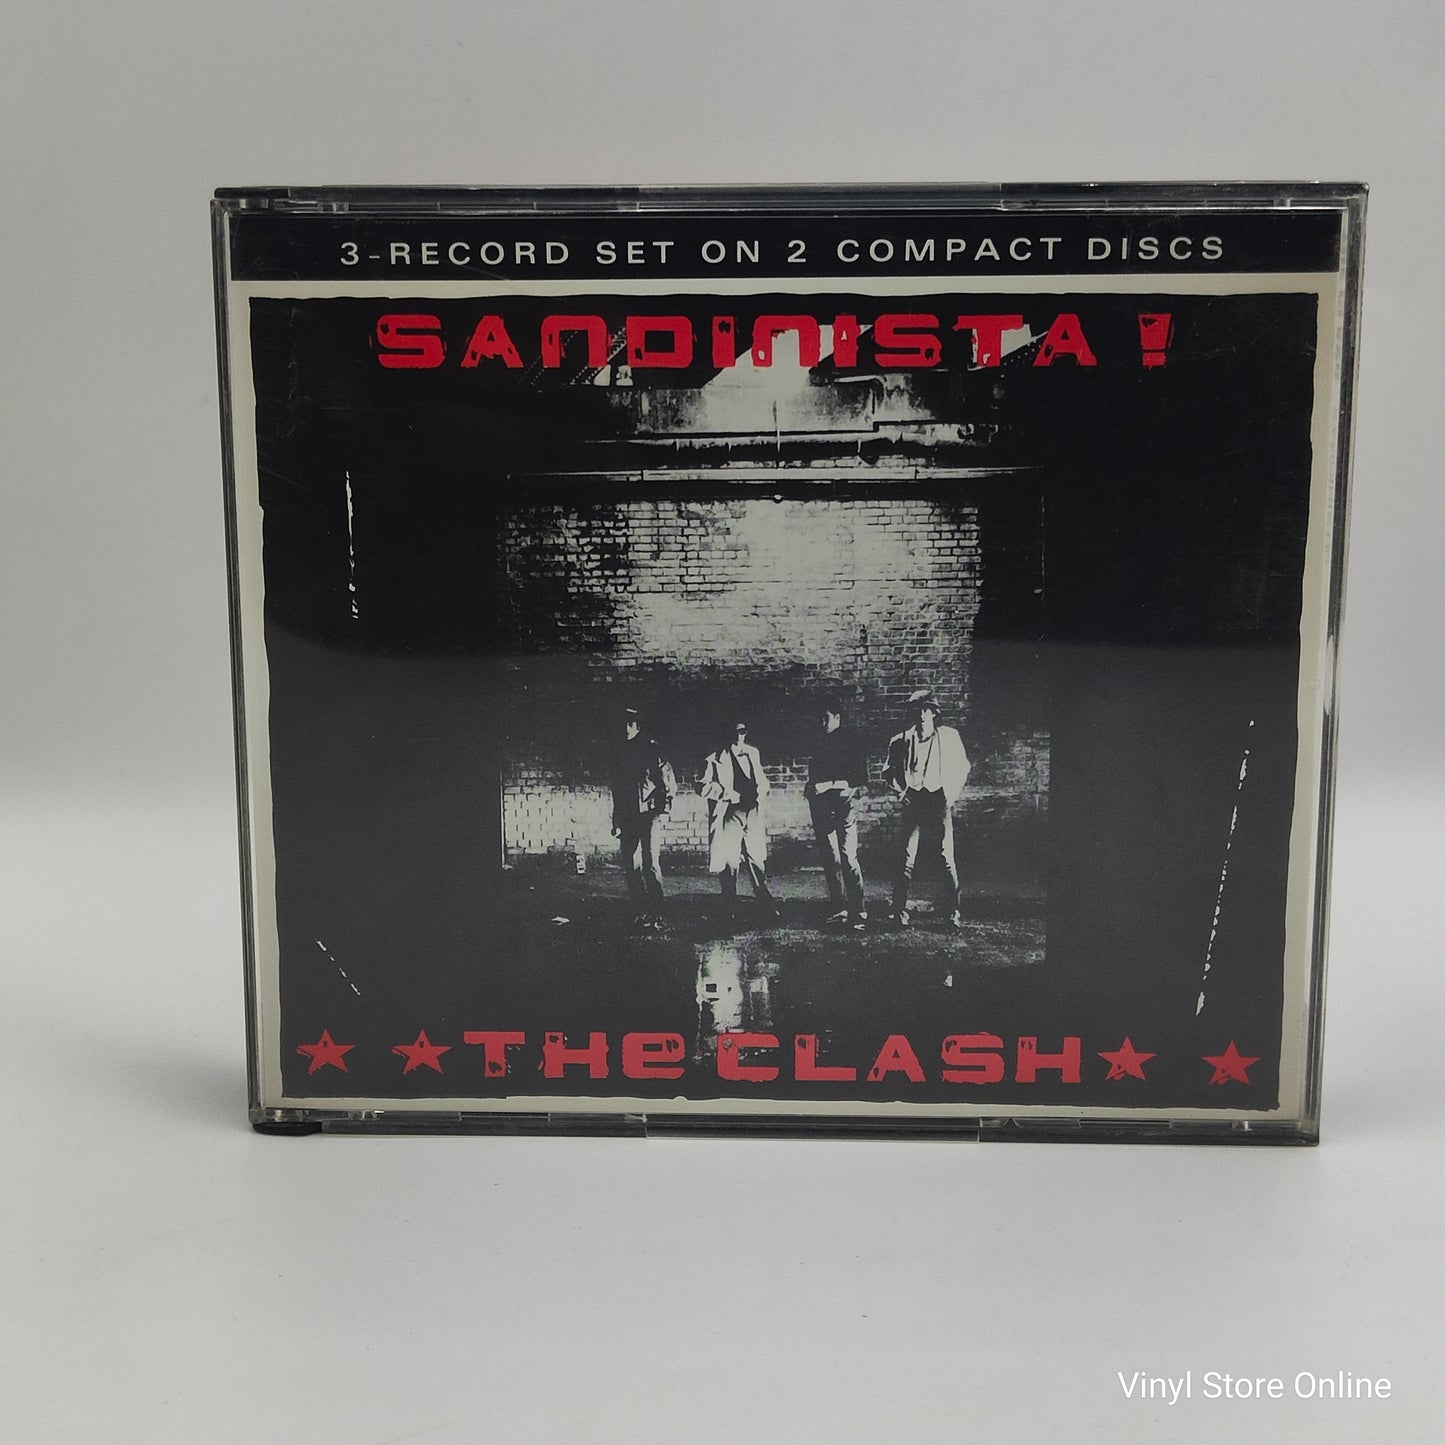 3-RECORD SET ON 2 COMPACT DISCS
SANDINISTA !
THE CLASH
Vinyl Store Online